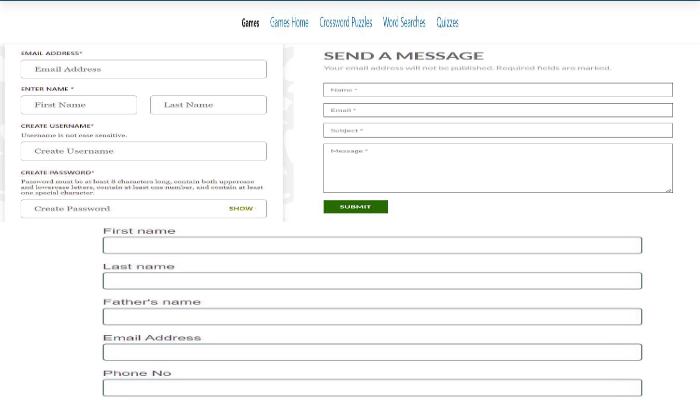 Games Games Home Crossword Puzzles Word Searches Quizzes
EMAIL ADDRESS*
Email Address
ENTER NAME *
First Name Last Name
CREATE USERNAME*
Username is not case sensitive.
Create Username
CREATE PASSWORD*
Password must be at least 8 characters long, contain both uppercase
and lowercase letters, contain at least one number, and contain at least
one special character.
Create Password SHOW
SEND A MESSAGE
Your email address will not be published. Required fields are marked.
Name *
Email *
Subject *
Message *
SUBMIT
First name
Last name
Father's name
Email Address
Phone No